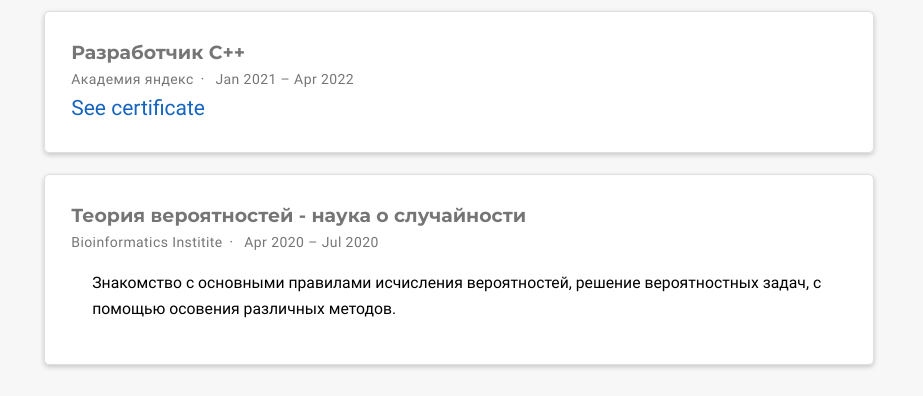 Разработчик C++
Академия яндекс · Jan 2021 – Apr 2022
See certificate
Теория вероятностей - наука о случайности
Bioinformatics Institite · Apr 2020 – Jul 2020
Знакомство с основными правилами исчисления вероятностей, решение вероятностных задач, с
помощью осовения различных методов.